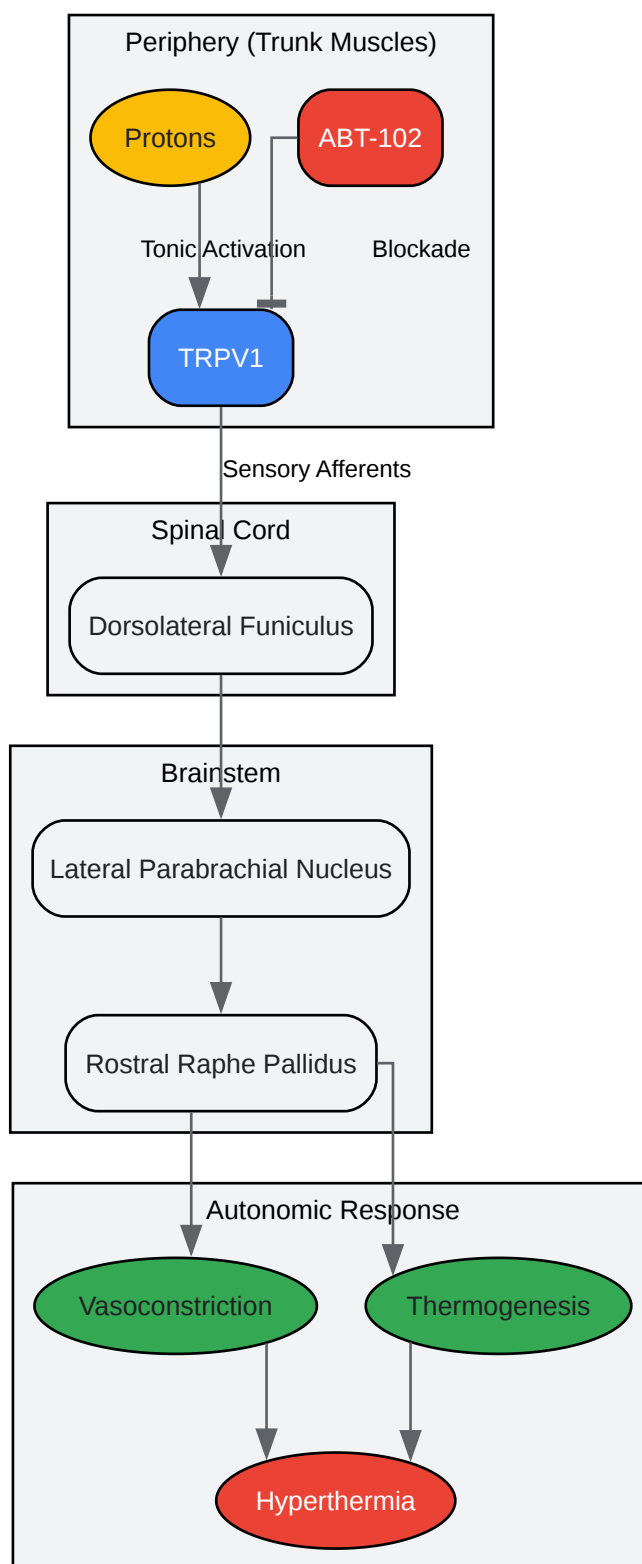 Periphery (Trunk Muscles)
Protons
ABT-102
Tonic Activation
Blockade
TRPV1
Sensory Afferents
Spinal Cord
Dorsolateral Funiculus
Brainstem
Lateral Parabrachial Nucleus
Rostral Raphe Pallidus
Autonomic Response
Vasoconstriction
Thermogenesis
Hyperthermia